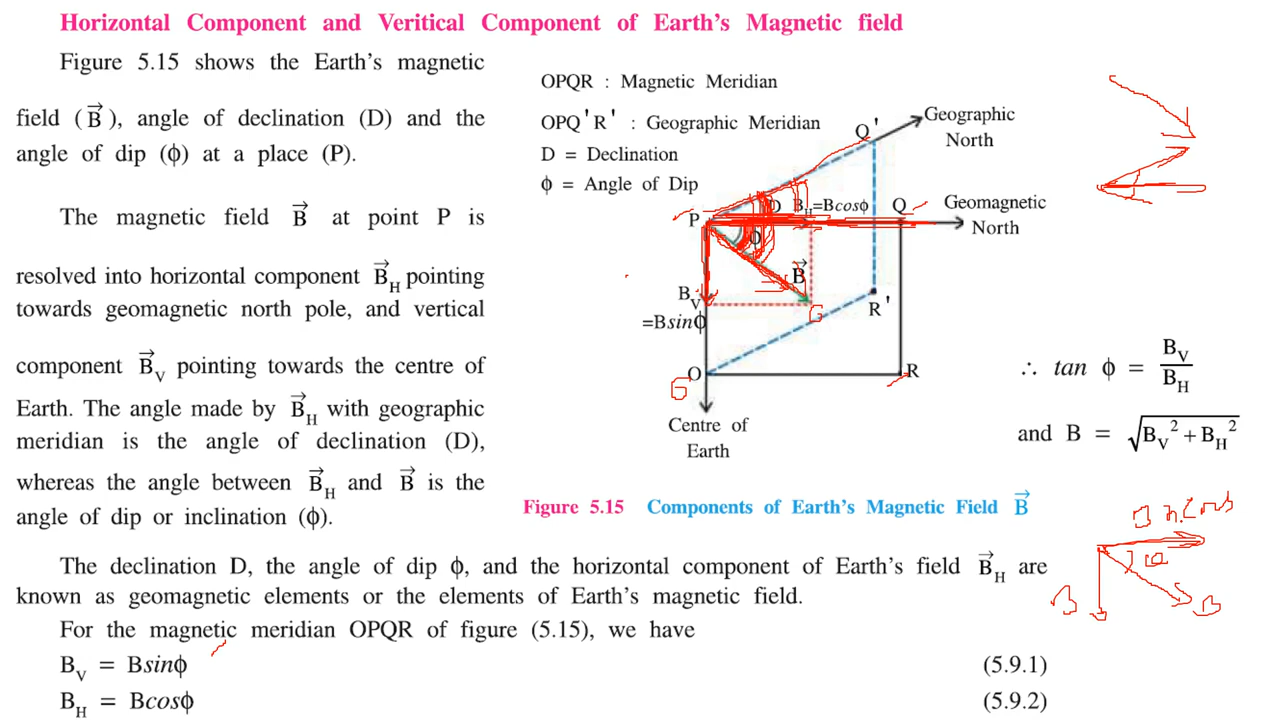 Horizontal Component and Veritical Component of Earth's Magnetic field
Figure 5.15 shows the Earth's magnetic
field (B⃗), angle of declination (D) and the
angle of dip (ϕ) at a place (P).
The magnetic field B⃗ at point P is
resolved into horizontal component B⃗H pointing
towards geomagnetic north pole, and vertical
component B⃗V pointing towards the centre of
Earth. The angle made by B⃗H with geographic
meridian is the angle of declination (D),
whereas the angle between B⃗H and B⃗ is the
angle of dip or inclination (ϕ).
OPQR : Magnetic Meridian
OPQ'R' : Geographic Meridian
D = Declination
ϕ = Angle of Dip
Q'
Geographic
North
P
D
BH=Bcosϕ
Q
Geomagnetic
North
ϕ
B⃗
BV
=Bsinϕ
G
R'
O
G
R
Centre of
Earth
Figure 5.15 Components of Earth's Magnetic Field B⃗
∴ tan ϕ = BV/BH
and B = √BV² + BH²
B
B
The declination D, the angle of dip ϕ, and the horizontal component of Earth's field B⃗H are
known as geomagnetic elements or the elements of Earth's magnetic field.
For the magnetic meridian OPQR of figure (5.15), we have
BV = Bsinϕ (5.9.1)
BH = Bcosϕ (5.9.2)